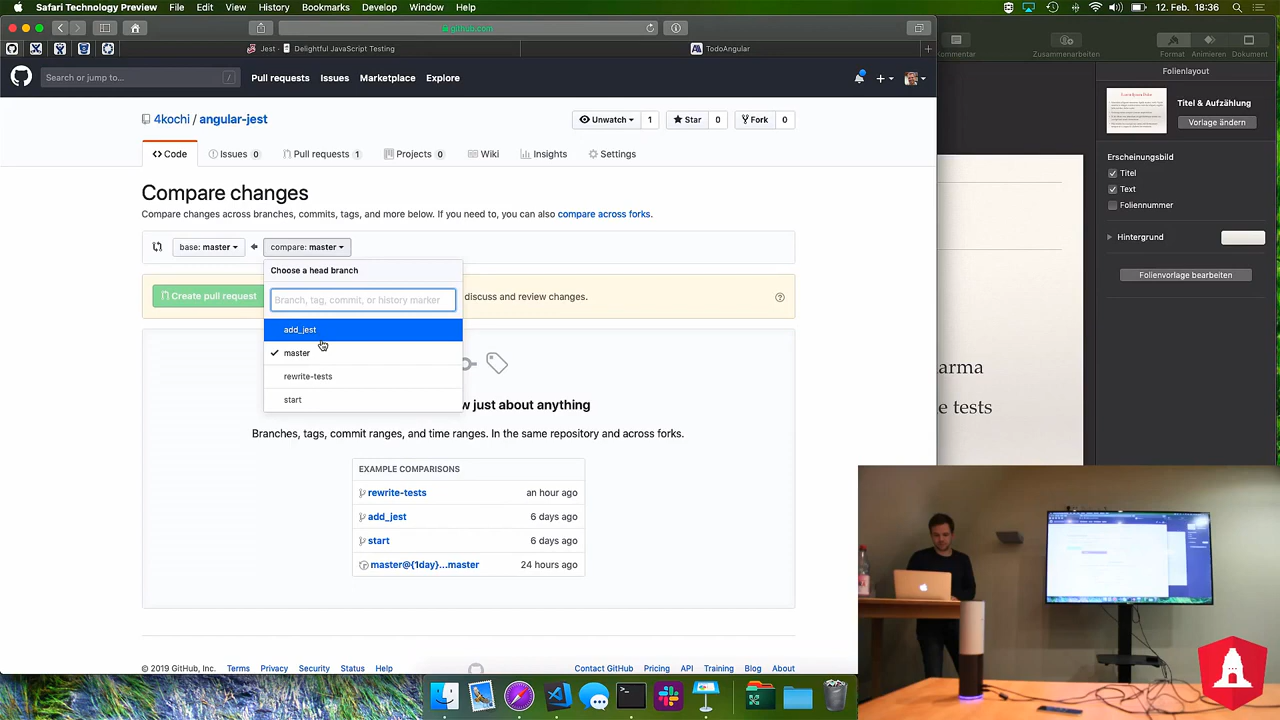 Safari Technology Preview File Edit View History Bookmarks Develop Window Help
12. Feb. 18:36
github.com
Jest · Delightful JavaScript Testing
TodoAngular
Kommentar
Zusammenarbeiten
Format Animieren Dokument
Search or jump to... /
Pull requests Issues Marketplace Explore
4kochi / angular-jest
Unwatch 1
Star 0
Fork 0
Code
Issues 0
Pull requests 1
Projects 0
Wiki
Insights
Settings
Compare changes
Compare changes across branches, commits, tags, and more below. If you need to, you can also compare across forks.
base: master
compare: master
Choose a head branch
Branch, tag, commit, or history marker
add_jest
master
rewrite-tests
start
Create pull request
discuss and review changes.
w just about anything
Branches, tags, commit ranges, and time ranges. In the same repository and across forks.
EXAMPLE COMPARISONS
rewrite-tests an hour ago
add_jest 6 days ago
start 6 days ago
master@{1day}...master 24 hours ago
© 2019 GitHub, Inc. Terms Privacy Security Status Help
Contact GitHub Pricing API Training Blog About
arma
e tests
Folienlayout
Titel & Aufzählung
Vorlage ändern
Erscheinungsbild
Titel
Text
Foliennummer
Hintergrund
Folienvorlage bearbeiten